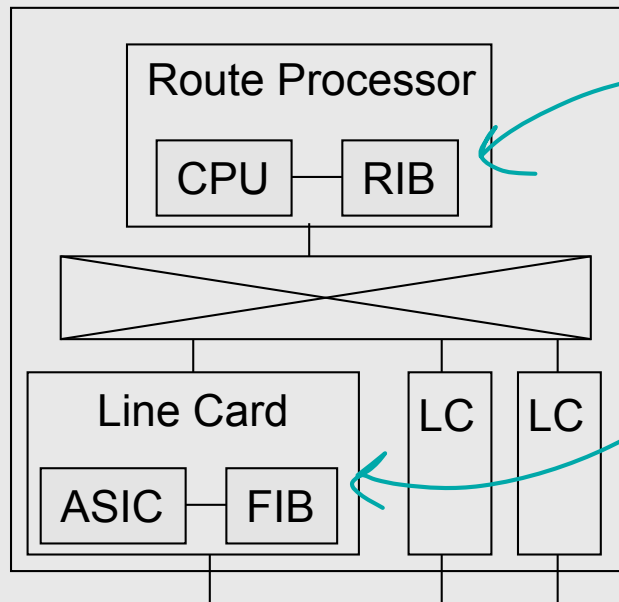 Route Processor
CPU RIB
Line Card
ASIC FIB
LC
LC